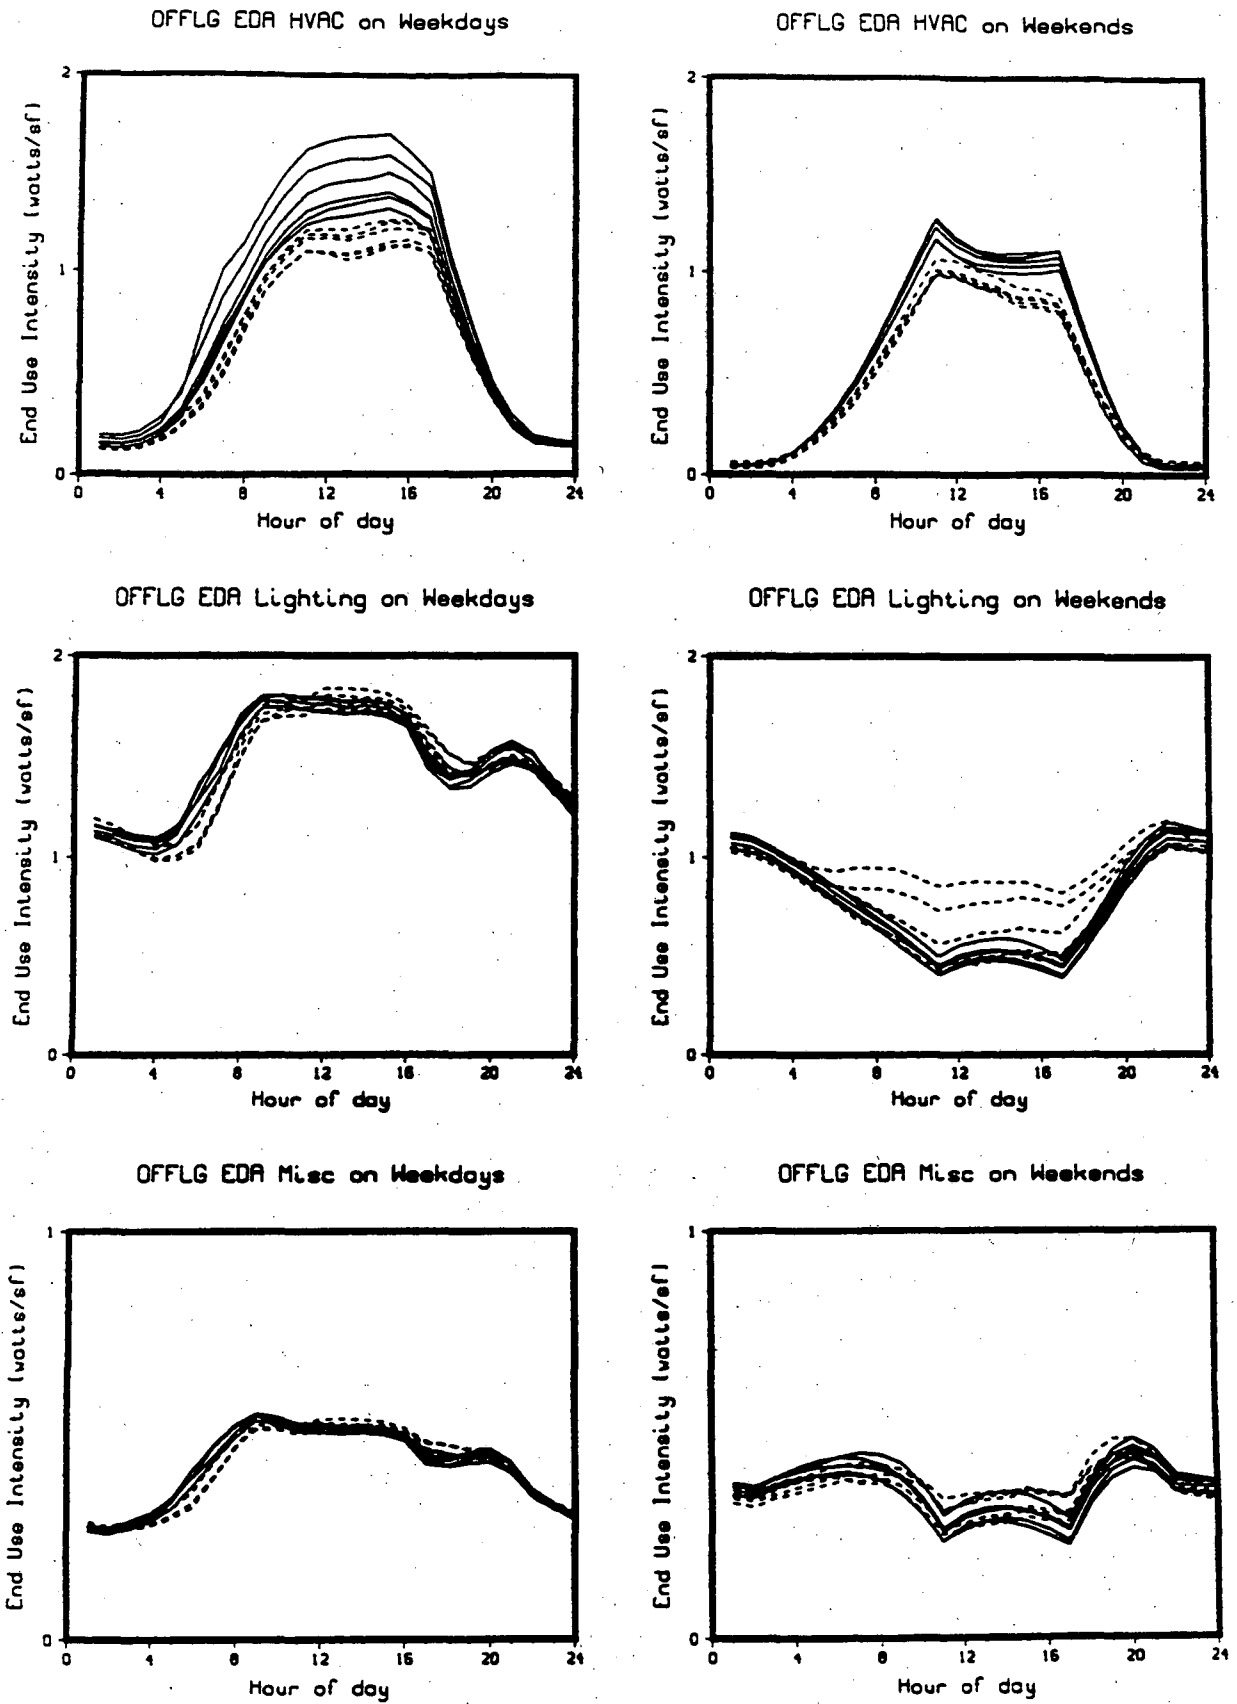 OFFLG EDA HVAC on Weekdays
End Use Intensity (watts/sf)
2
1
0
0 4 8 12 16 20 24
Hour of day
OFFLG EDA HVAC on Weekends
End Use Intensity (watts/sf)
2
1
0
0 4 8 12 16 20 24
Hour of day
OFFLG EDA Lighting on Weekdays
End Use Intensity (watts/sf)
2
1
0
0 4 8 12 16 20 24
Hour of day
OFFLG EDA Lighting on Weekends
End Use Intensity (watts/sf)
2
1
0
0 4 8 12 16 20 24
Hour of day
OFFLG EDA Misc on Weekdays
End Use Intensity (watts/sf)
1
0
0 4 8 12 16 20 24
Hour of day
OFFLG EDA Misc on Weekends
End Use Intensity (watts/sf)
1
0
0 4 8 12 16 20 24
Hour of day